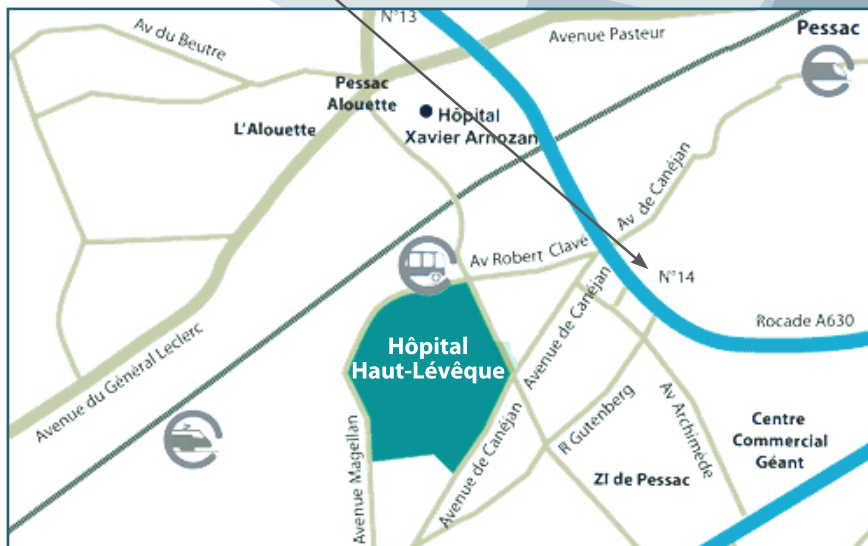 N°13
Av du Beutre
Avenue Pasteur
Pessac
Pessac
Alouette
L'Alouette
Hôpital
Xavier Arnozan
Av de Canéjan
Av Robert Clavé
N°14
Avenue de Canéjan
Rocade A630
Hôpital
Haut-Lévêque
Avenue du Général Leclerc
Avenue Magellan
Avenue de Canéjan
R Gutenberg
Av Archimède
Centre
Commercial
Géant
ZI de Pessac